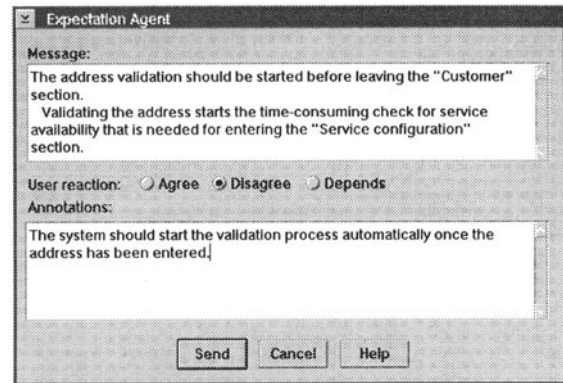 Expectation Agent
Message:
The address validation should be started before leaving the "Customer"
section.
Validating the address starts the time-consuming check for service
availability that is needed for entering the "Service configuration"
section.
User reaction: Agree Disagree Depends
Annotations:
The system should start the validation process automatically once the
address has been entered.
Send Cancel Help